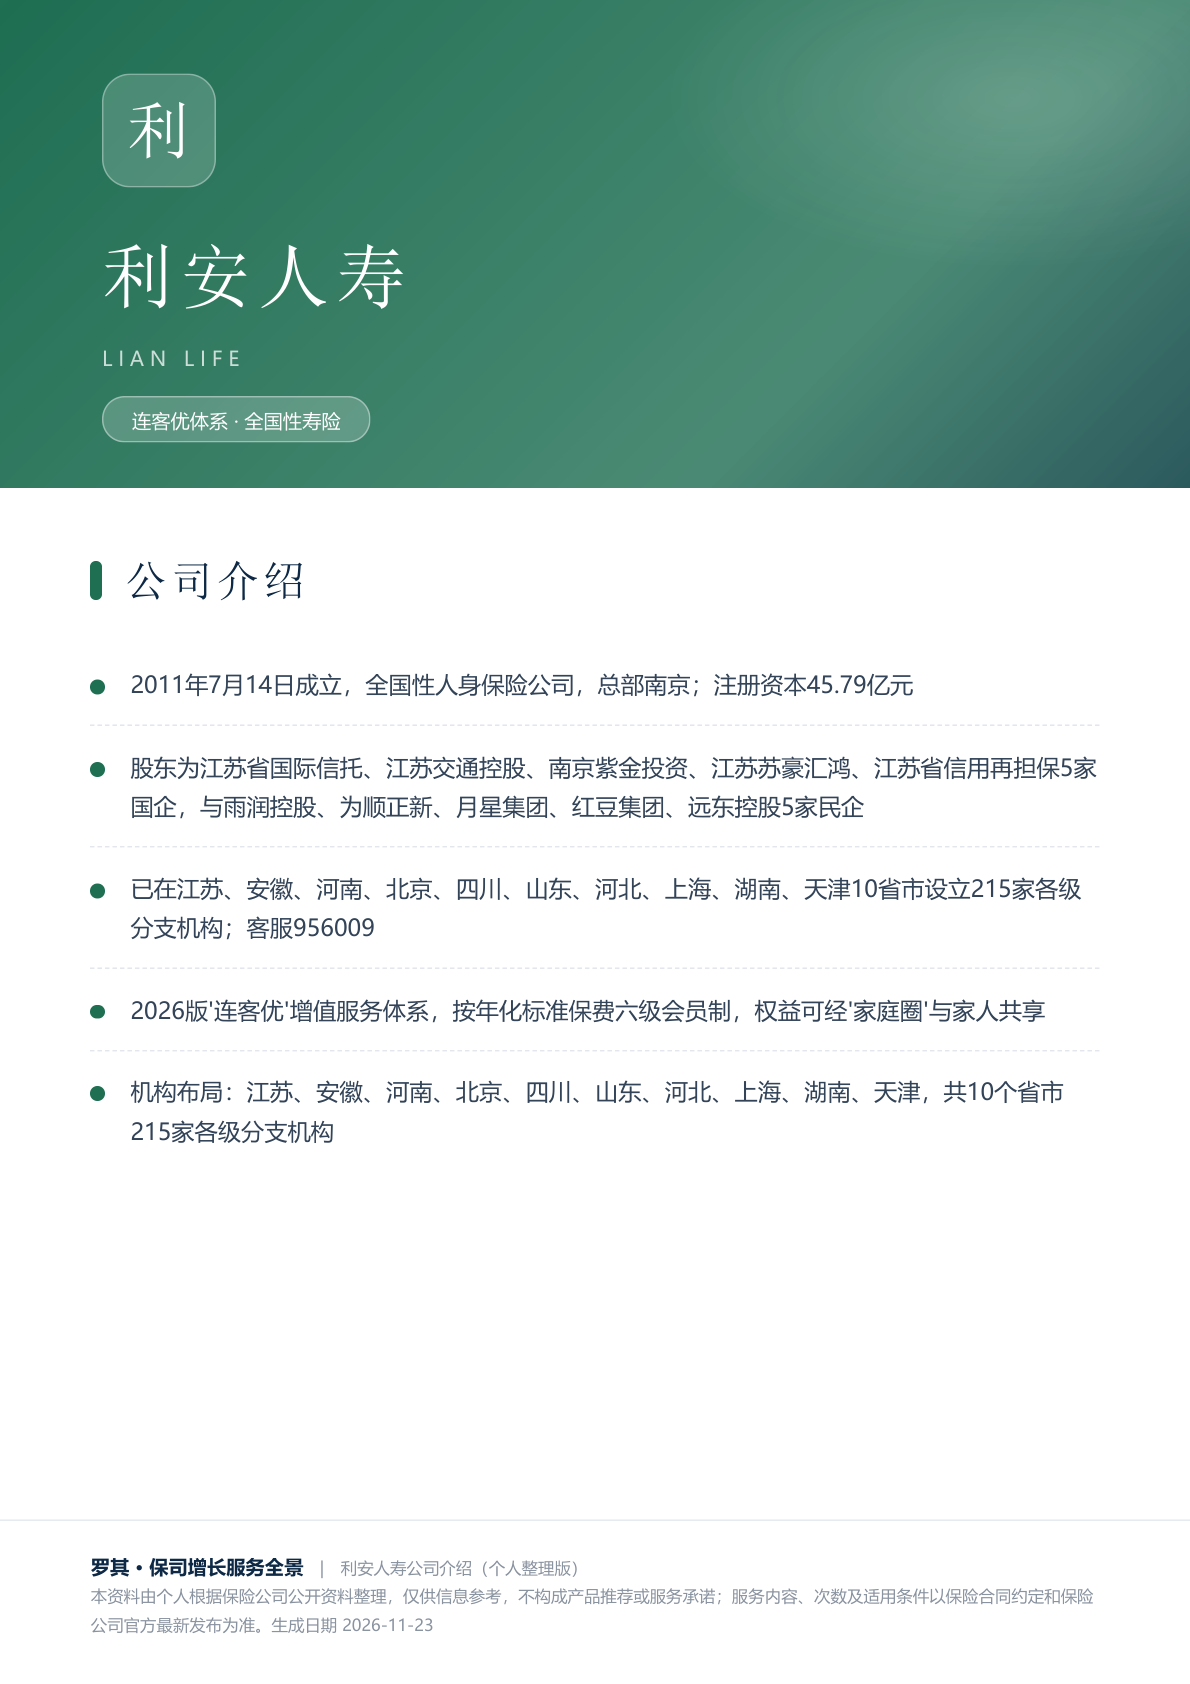 利
利安人寿
LIAN LIFE
连客优体系 · 全国性寿险
公司介绍
2011年7月14日成立，全国性人身保险公司，总部南京；注册资本45.79亿元
股东为江苏省国际信托、江苏交通控股、南京紫金投资、江苏苏豪汇鸿、江苏省信用再担保5家
国企，与雨润控股、为顺正新、月星集团、红豆集团、远东控股5家民企
已在江苏、安徽、河南、北京、四川、山东、河北、上海、湖南、天津10省市设立215家各级
分支机构；客服956009
2026版'连客优'增值服务体系，按年化标准保费六级会员制，权益可经'家庭圈'与家人共享
机构布局：江苏、安徽、河南、北京、四川、山东、河北、上海、湖南、天津，共10个省市
215家各级分支机构
罗其 • 保司增长服务全景 | 利安人寿公司介绍（个人整理版）
本资料由个人根据保险公司公开资料整理，仅供信息参考，不构成产品推荐或服务承诺；服务内容、次数及适用条件以保险合同约定和保险
公司官方最新发布为准。生成日期 2026-11-23